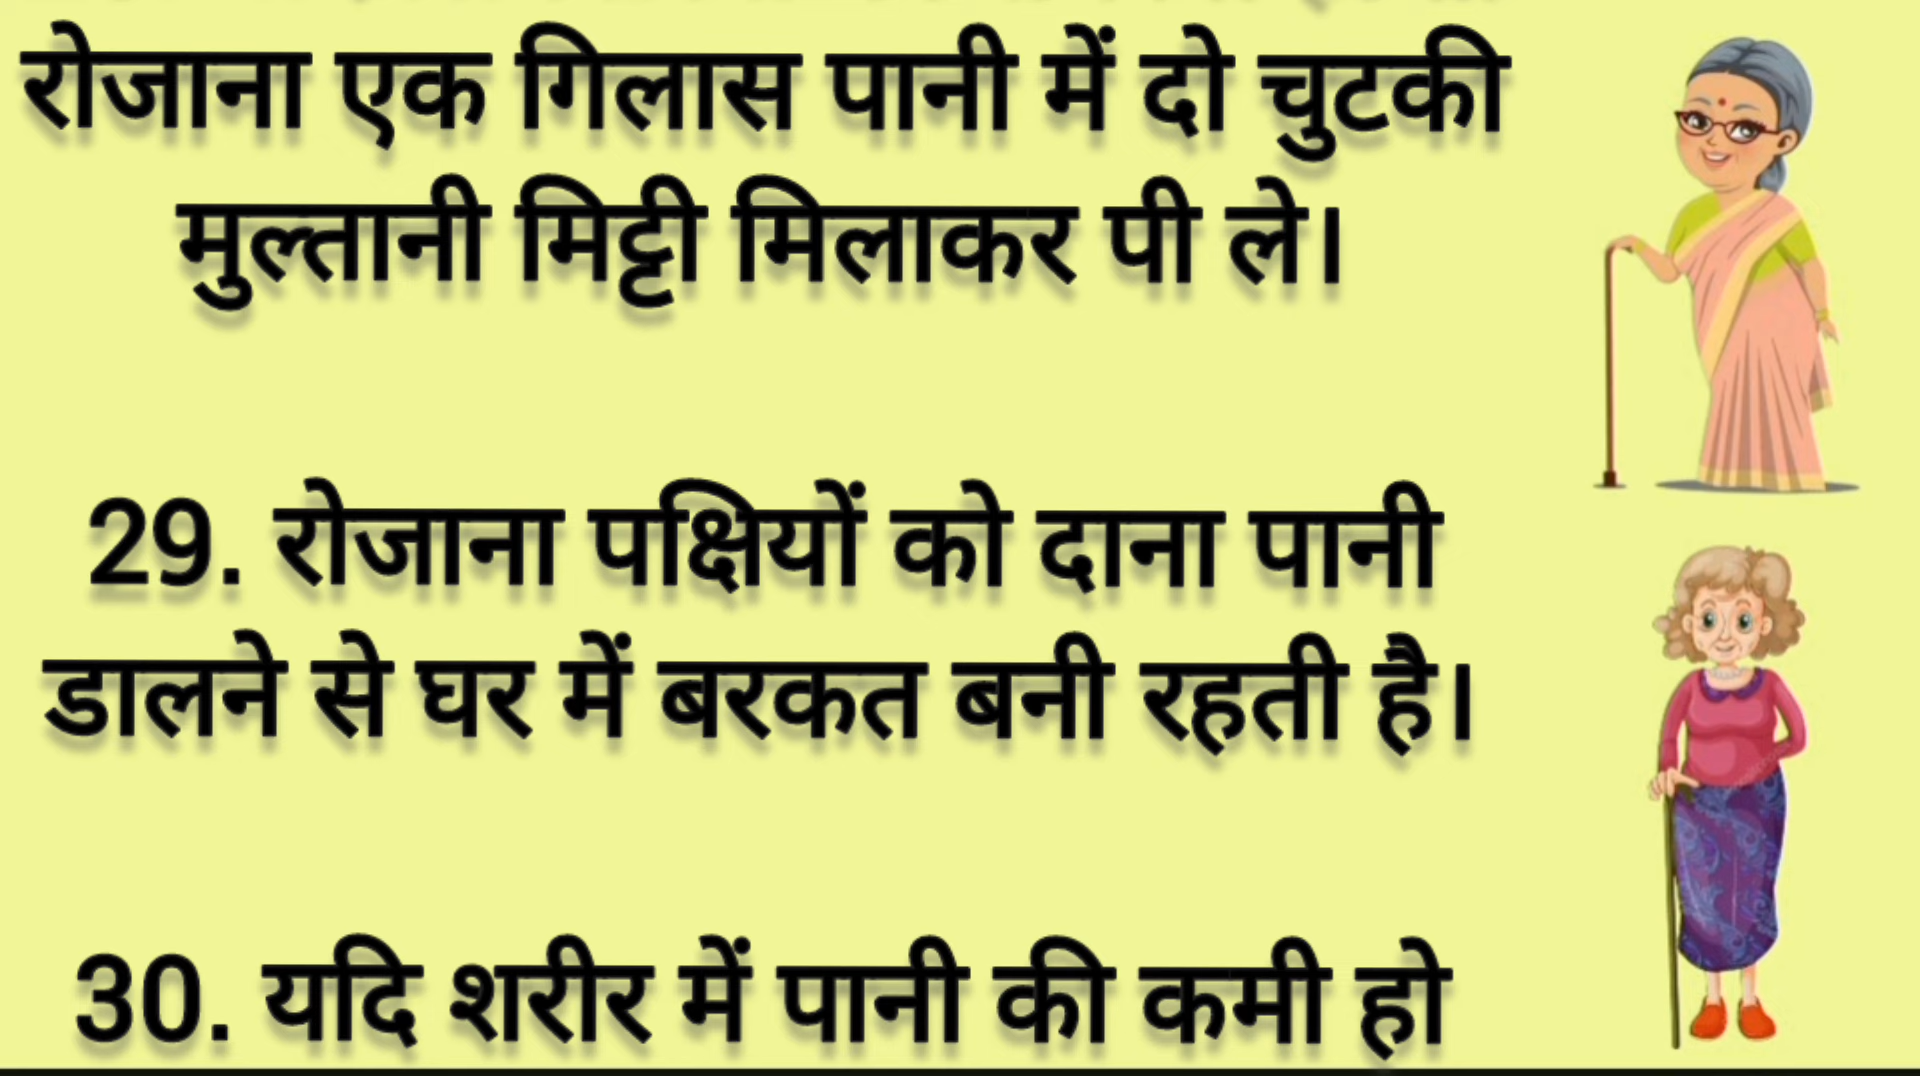 रोजाना एक गिलास पानी में दो चुटकी
मुल्तानी मिट्टी मिलाकर पी ले।
29. रोजाना पक्षियों को दाना पानी
डालने से घर में बरकत बनी रहती है।
30. यदि शरीर में पानी की कमी हो